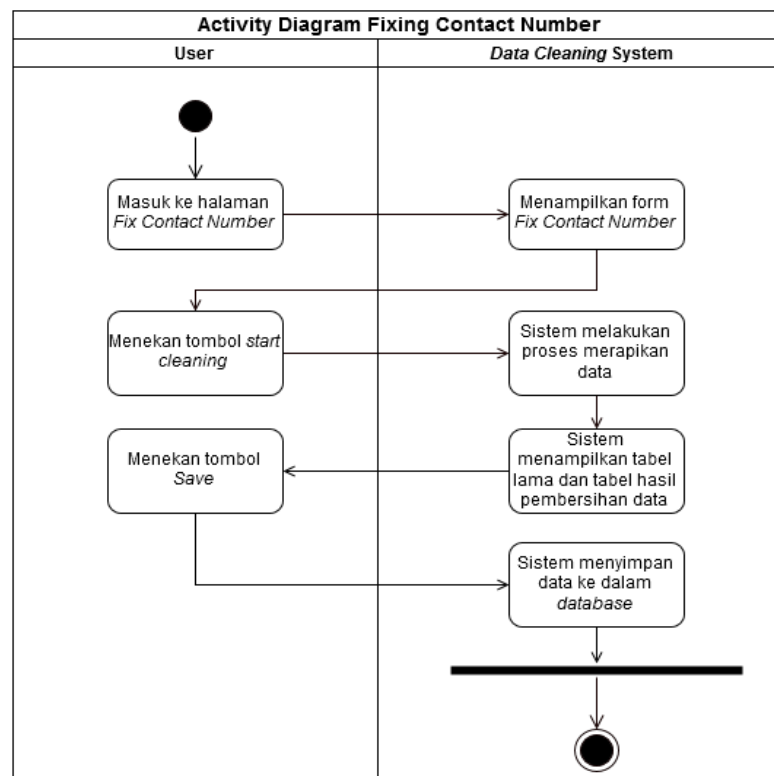 Activity Diagram Fixing Contact Number
User
Data Cleaning System
Masuk ke halaman
Fix Contact Number
Menampilkan form
Fix Contact Number
Menekan tombol start
cleaning
Sistem melakukan
proses merapikan
data
Menekan tombol
Save
Sistem
menampilkan tabel
lama dan tabel hasil
pembersihan data
Sistem menyimpan
data ke dalam
database